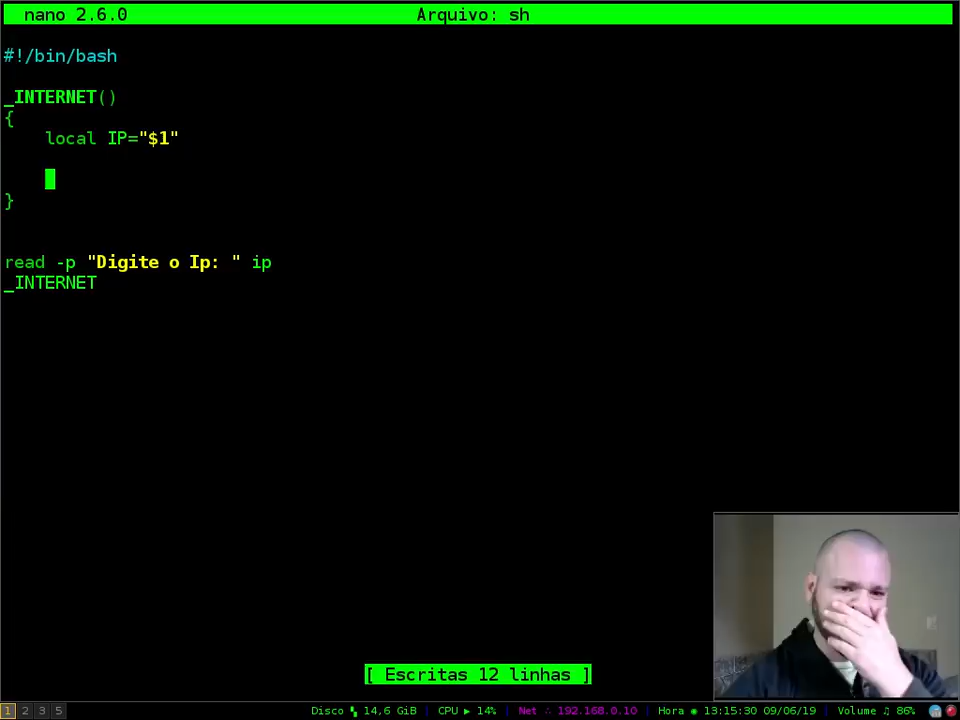 nano 2.6.0 Arquivo: sh
#!/bin/bash
_INTERNET()
{
local IP="$1"
}
read -p "Digite o Ip: " ip
_INTERNET
[ Escritas 12 linhas ]
1 2 3 5 Disco 14,6 GiB | CPU ▶ 14% | Net ∴ 192.168.0.10 | Hora ◉ 13:15:30 09/06/19 | Volume ♫ 86%